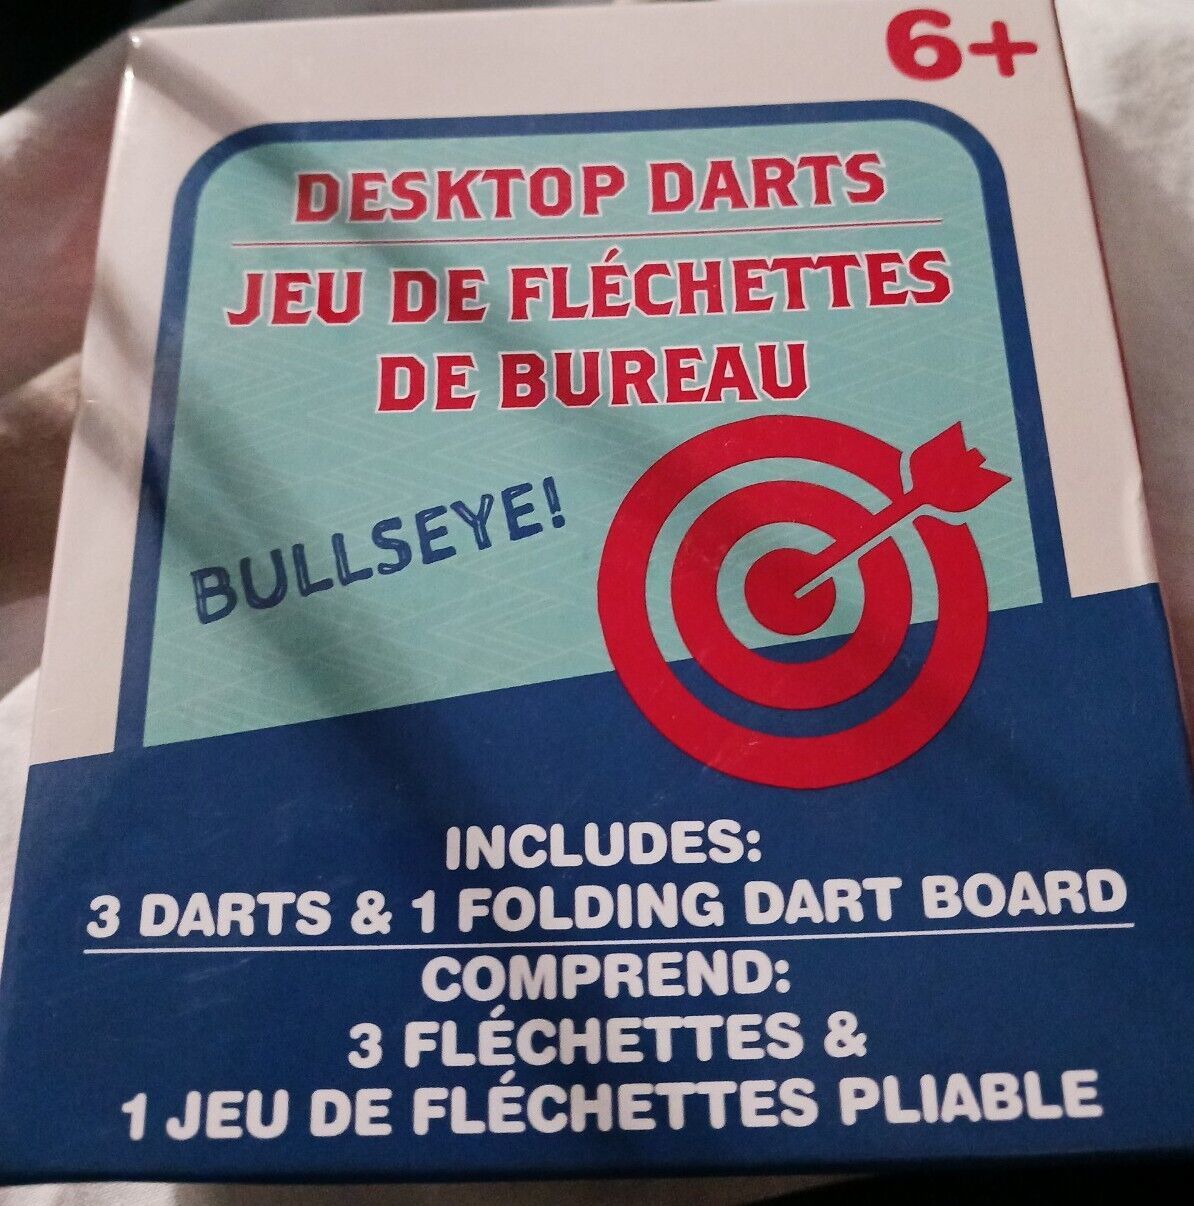 6+
DESKTOP DARTS
JEU DE FLÉCHETTES
DE BUREAU
BULLSEYE!
INCLUDES:
3 DARTS & 1 FOLDING DART BOARD
COMPREND:
3 FLÉCHETTES &
1 JEU DE FLÉCHETTES PLIABLE